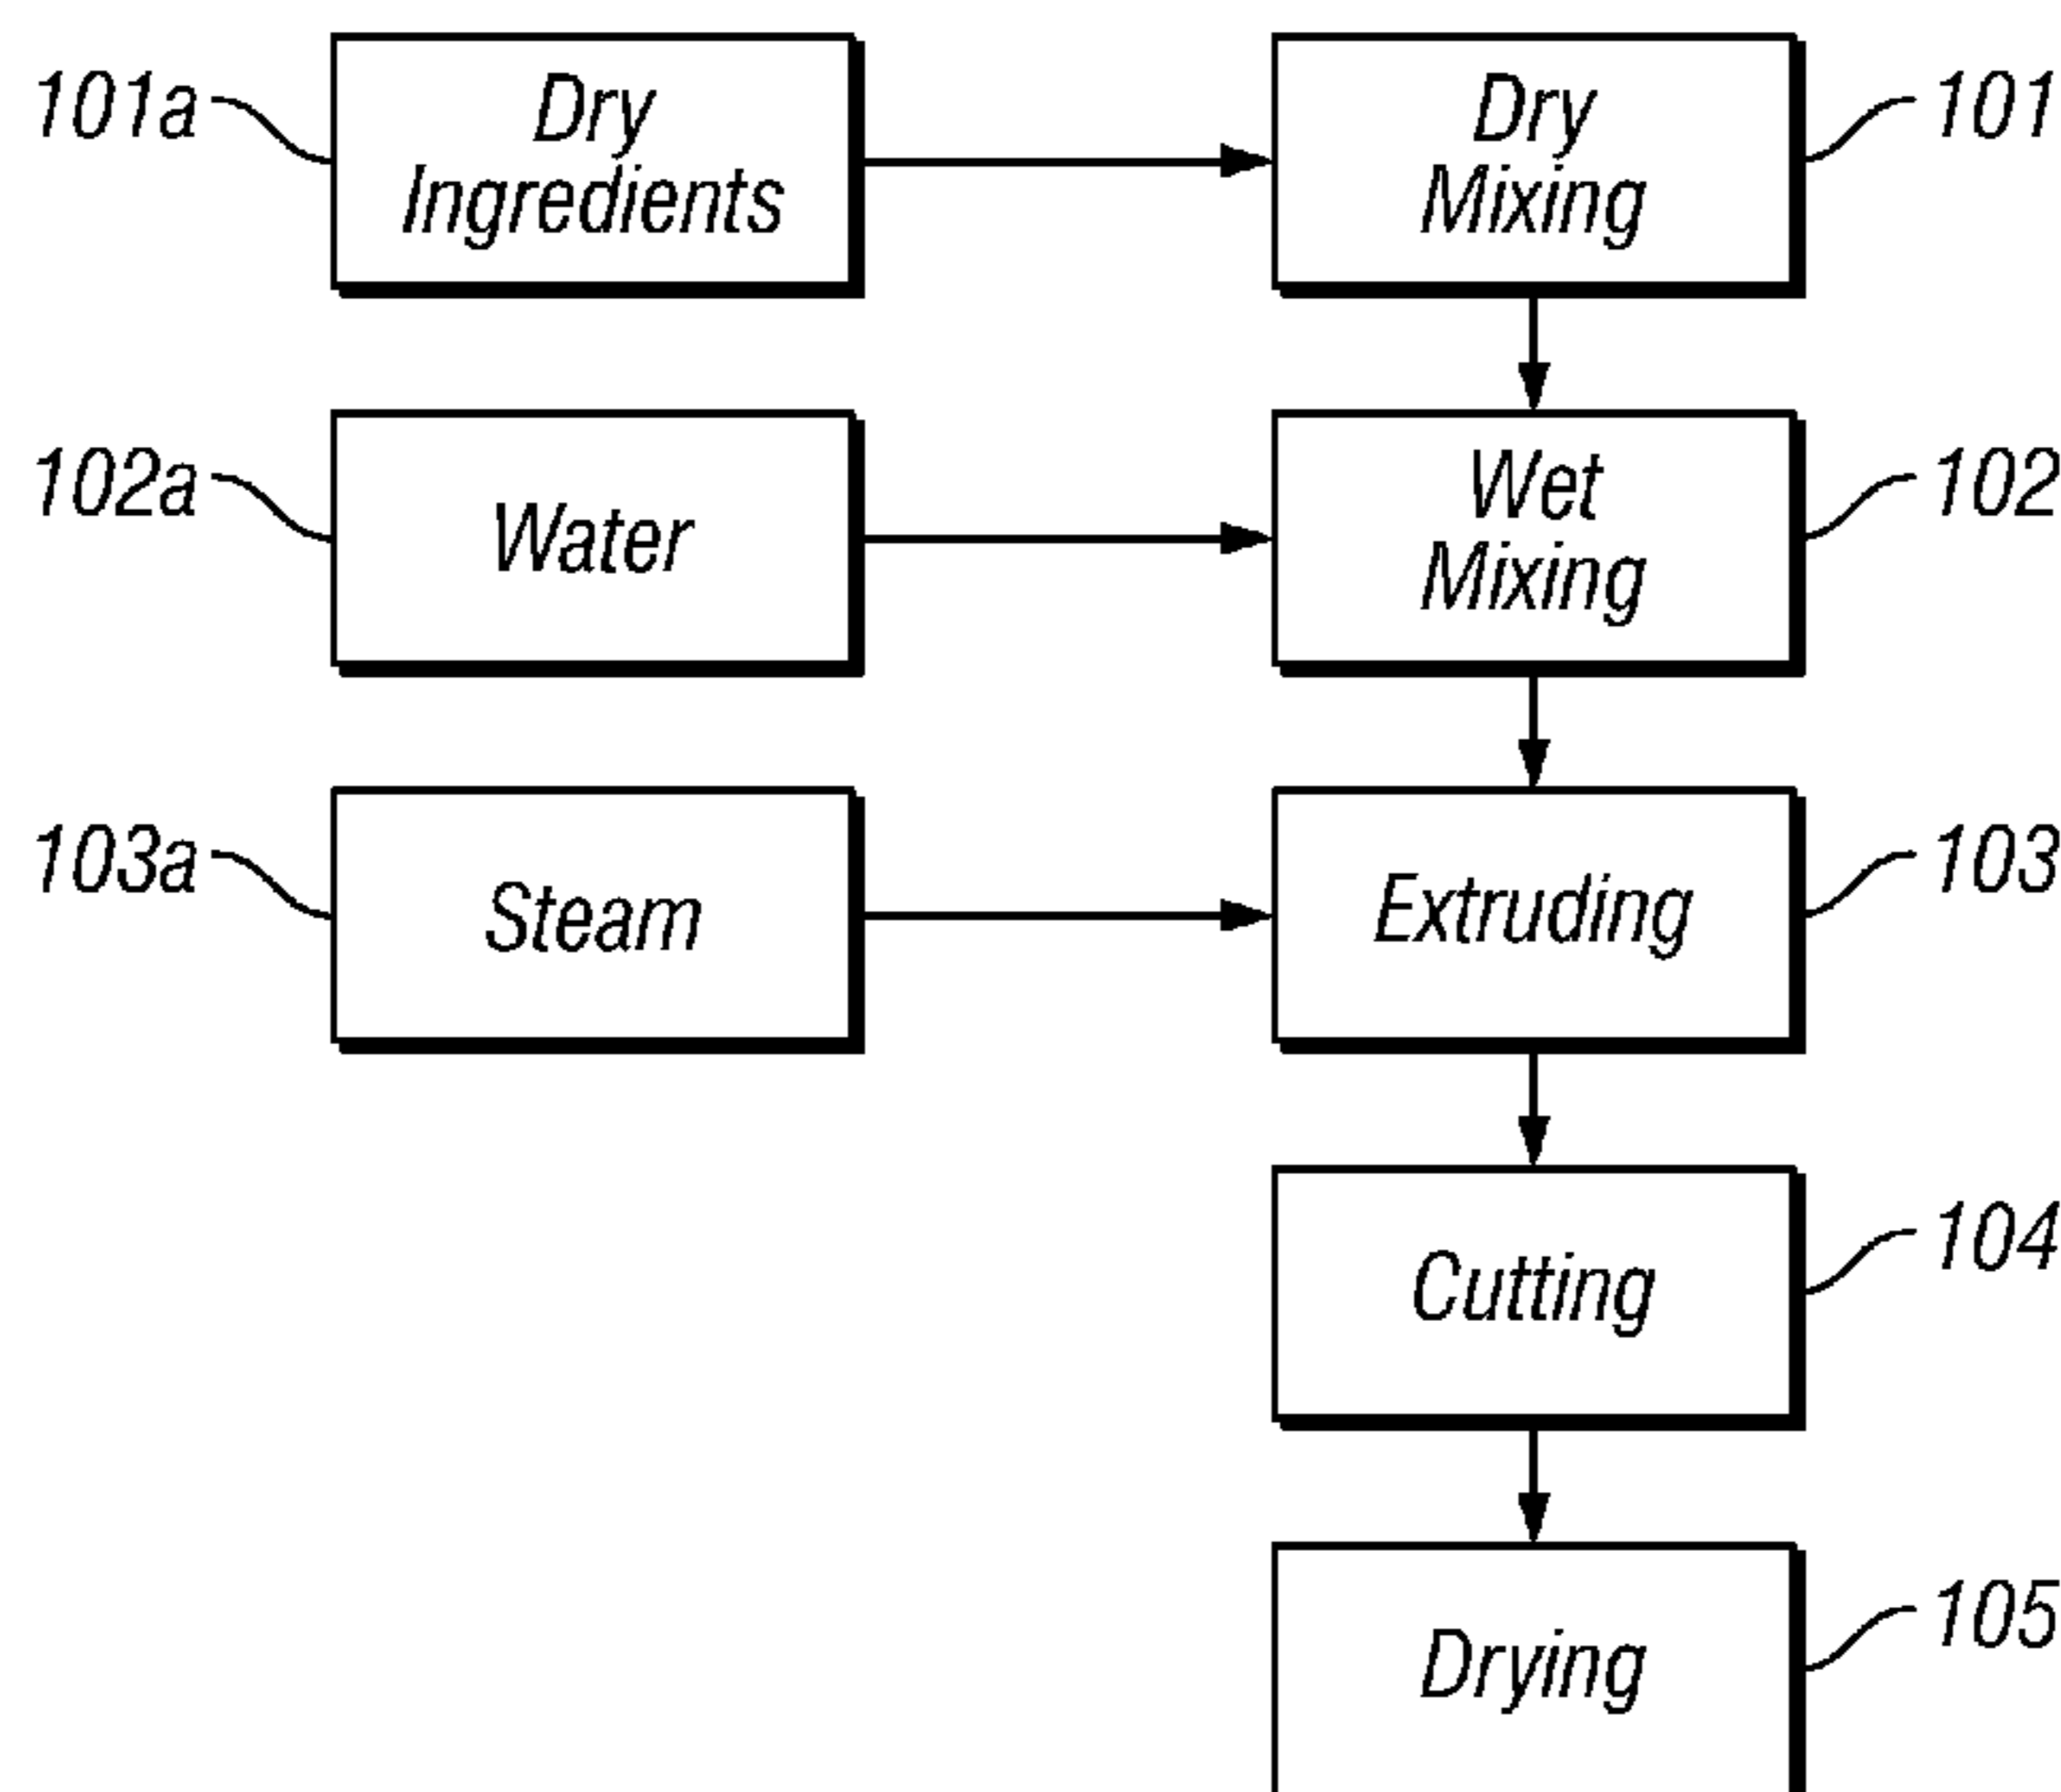 101a
Dry
Ingredients
Dry
Mixing
101
102a
Water
Wet
Mixing
102
103a
Steam
Extruding
103
Cutting
104
Drying
105